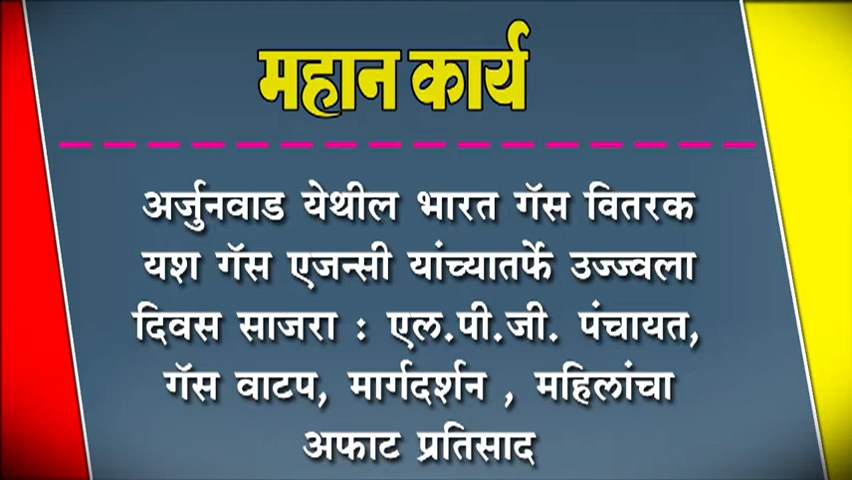 महान कार्य
अर्जुनवाड येथील भारत गॅस वितरक
यश गॅस एजन्सी यांच्यातर्फे उज्ज्वला
दिवस साजरा : एल.पी.जी. पंचायत,
गॅस वाटप, मार्गदर्शन , महिलांचा
अफाट प्रतिसाद